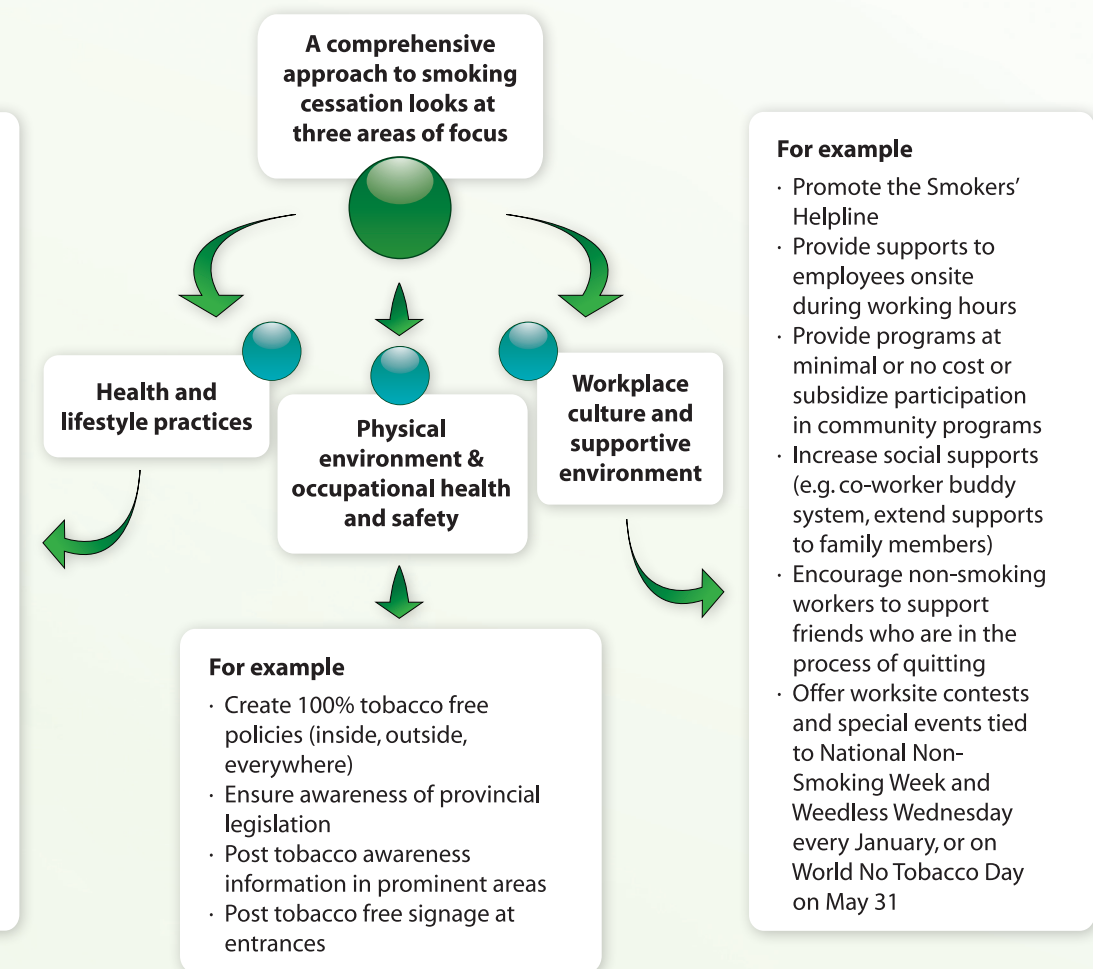 A comprehensive
approach to smoking
cessation looks at
three areas of focus
Health and
lifestyle practices
Physical
environment &
occupational health
and safety
Workplace
culture and
supportive
environment
For example
· Create 100% tobacco free
policies (inside, outside,
everywhere)
· Ensure awareness of provincial
legislation
· Post tobacco awareness
information in prominent areas
· Post tobacco free signage at
entrances
For example
· Promote the Smokers’
Helpline
· Provide supports to
employees onsite
during working hours
· Provide programs at
minimal or no cost or
subsidize participation
in community programs
· Increase social supports
(e.g. co-worker buddy
system, extend supports
to family members)
· Encourage non-smoking
workers to support
friends who are in the
process of quitting
· Offer worksite contests
and special events tied
to National Non-
Smoking Week and
Weedless Wednesday
every January, or on
World No Tobacco Day
on May 31